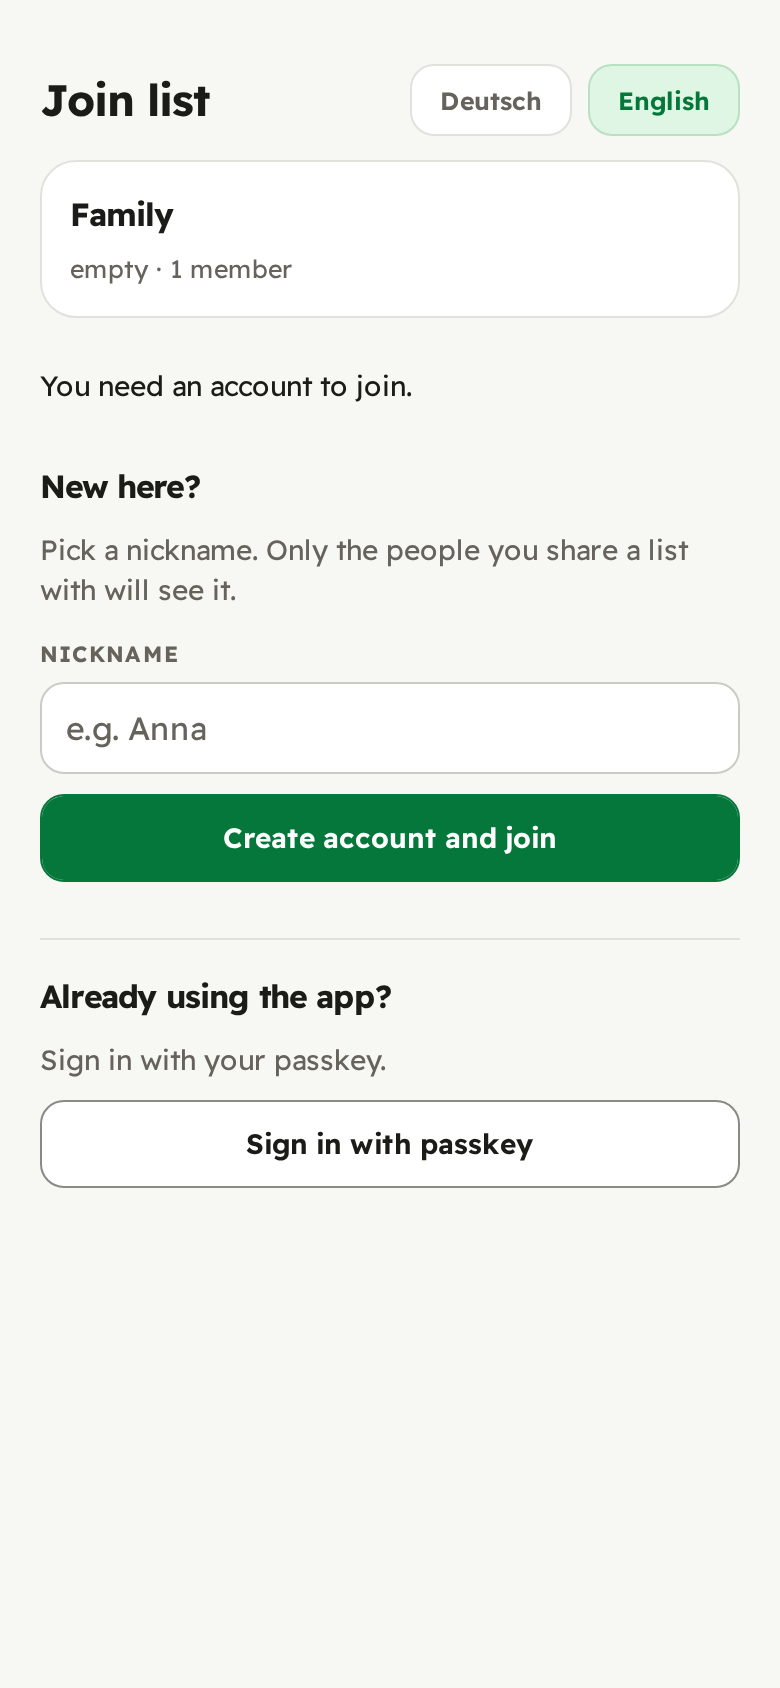 Join list
Deutsch
English
Family
empty · 1 member
You need an account to join.
New here?
Pick a nickname. Only the people you share a list
with will see it.
NICKNAME
e.g. Anna
Create account and join
Already using the app?
Sign in with your passkey.
Sign in with passkey